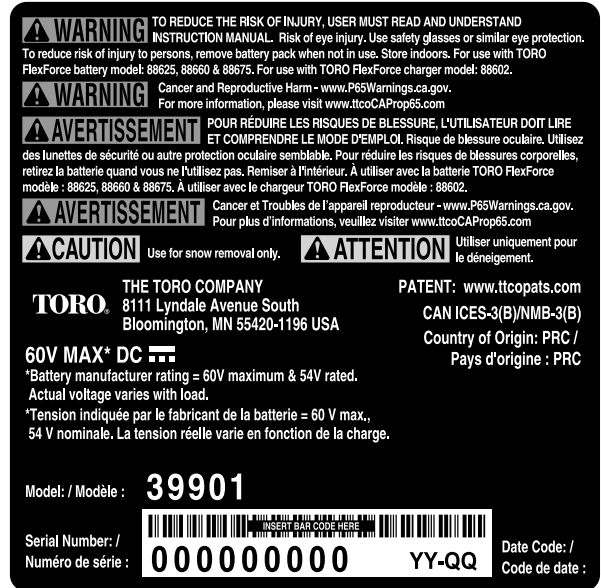 WARNING TO REDUCE THE RISK OF INJURY, USER MUST READ AND UNDERSTAND
INSTRUCTION MANUAL. Risk of eye injury. Use safety glasses or similar eye protection.
To reduce risk of injury to persons, remove battery pack when not in use. Store indoors. For use with TORO
FlexForce battery model: 88625, 88660 & 88675. For use with TORO FlexForce charger model: 88602.
WARNING Cancer and Reproductive Harm - www.P65Warnings.ca.gov.
For more information, please visit www.ttcoCAProp65.com
AVERTISSEMENT POUR RÉDUIRE LES RISQUES DE BLESSURE, L'UTILISATEUR DOIT LIRE
ET COMPRENDRE LE MODE D'EMPLOI. Risque de blessure oculaire. Utilisez
des lunettes de sécurité ou autre protection oculaire semblable. Pour réduire les risques de blessures corporelles,
retirez la batterie quand vous ne l'utilisez pas. Remiser à l'intérieur. À utiliser avec la batterie TORO FlexForce
modèle : 88625, 88660 & 88675. À utiliser avec le chargeur TORO FlexForce modèle : 88602.
AVERTISSEMENT Cancer et Troubles de l'appareil reproducteur - www.P65Warnings.ca.gov.
Pour plus d'informations, veuillez visiter www.ttcoCAProp65.com
CAUTION Use for snow removal only.
ATTENTION Utiliser uniquement pour
le déneigement.
TORO®
THE TORO COMPANY
8111 Lyndale Avenue South
Bloomington, MN 55420-1196 USA
PATENT: www.ttcopats.com
CAN ICES-3(B)/NMB-3(B)
Country of Origin: PRC /
Pays d'origine : PRC
60V MAX* DC
*Battery manufacturer rating = 60V maximum & 54V rated.
Actual voltage varies with load.
*Tension indiquée par le fabricant de la batterie = 60 V max.,
54 V nominale. La tension réelle varie en fonction de la charge.
Model: / Modèle : 39901
INSERT BAR CODE HERE
Serial Number: /
Numéro de série :
000000000 YY-QQ
Date Code: /
Code de date :